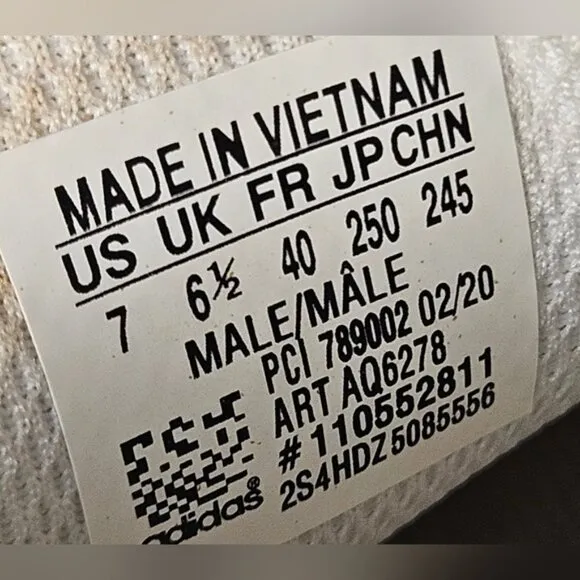 MADE IN VIETNAM
US UK FR JP CHN
7 6½ 40 250 245
MALE/MÂLE
PCI 789002 02/20
ART AQ6278
# 110552811
2S4HDZ5085556
adidas®